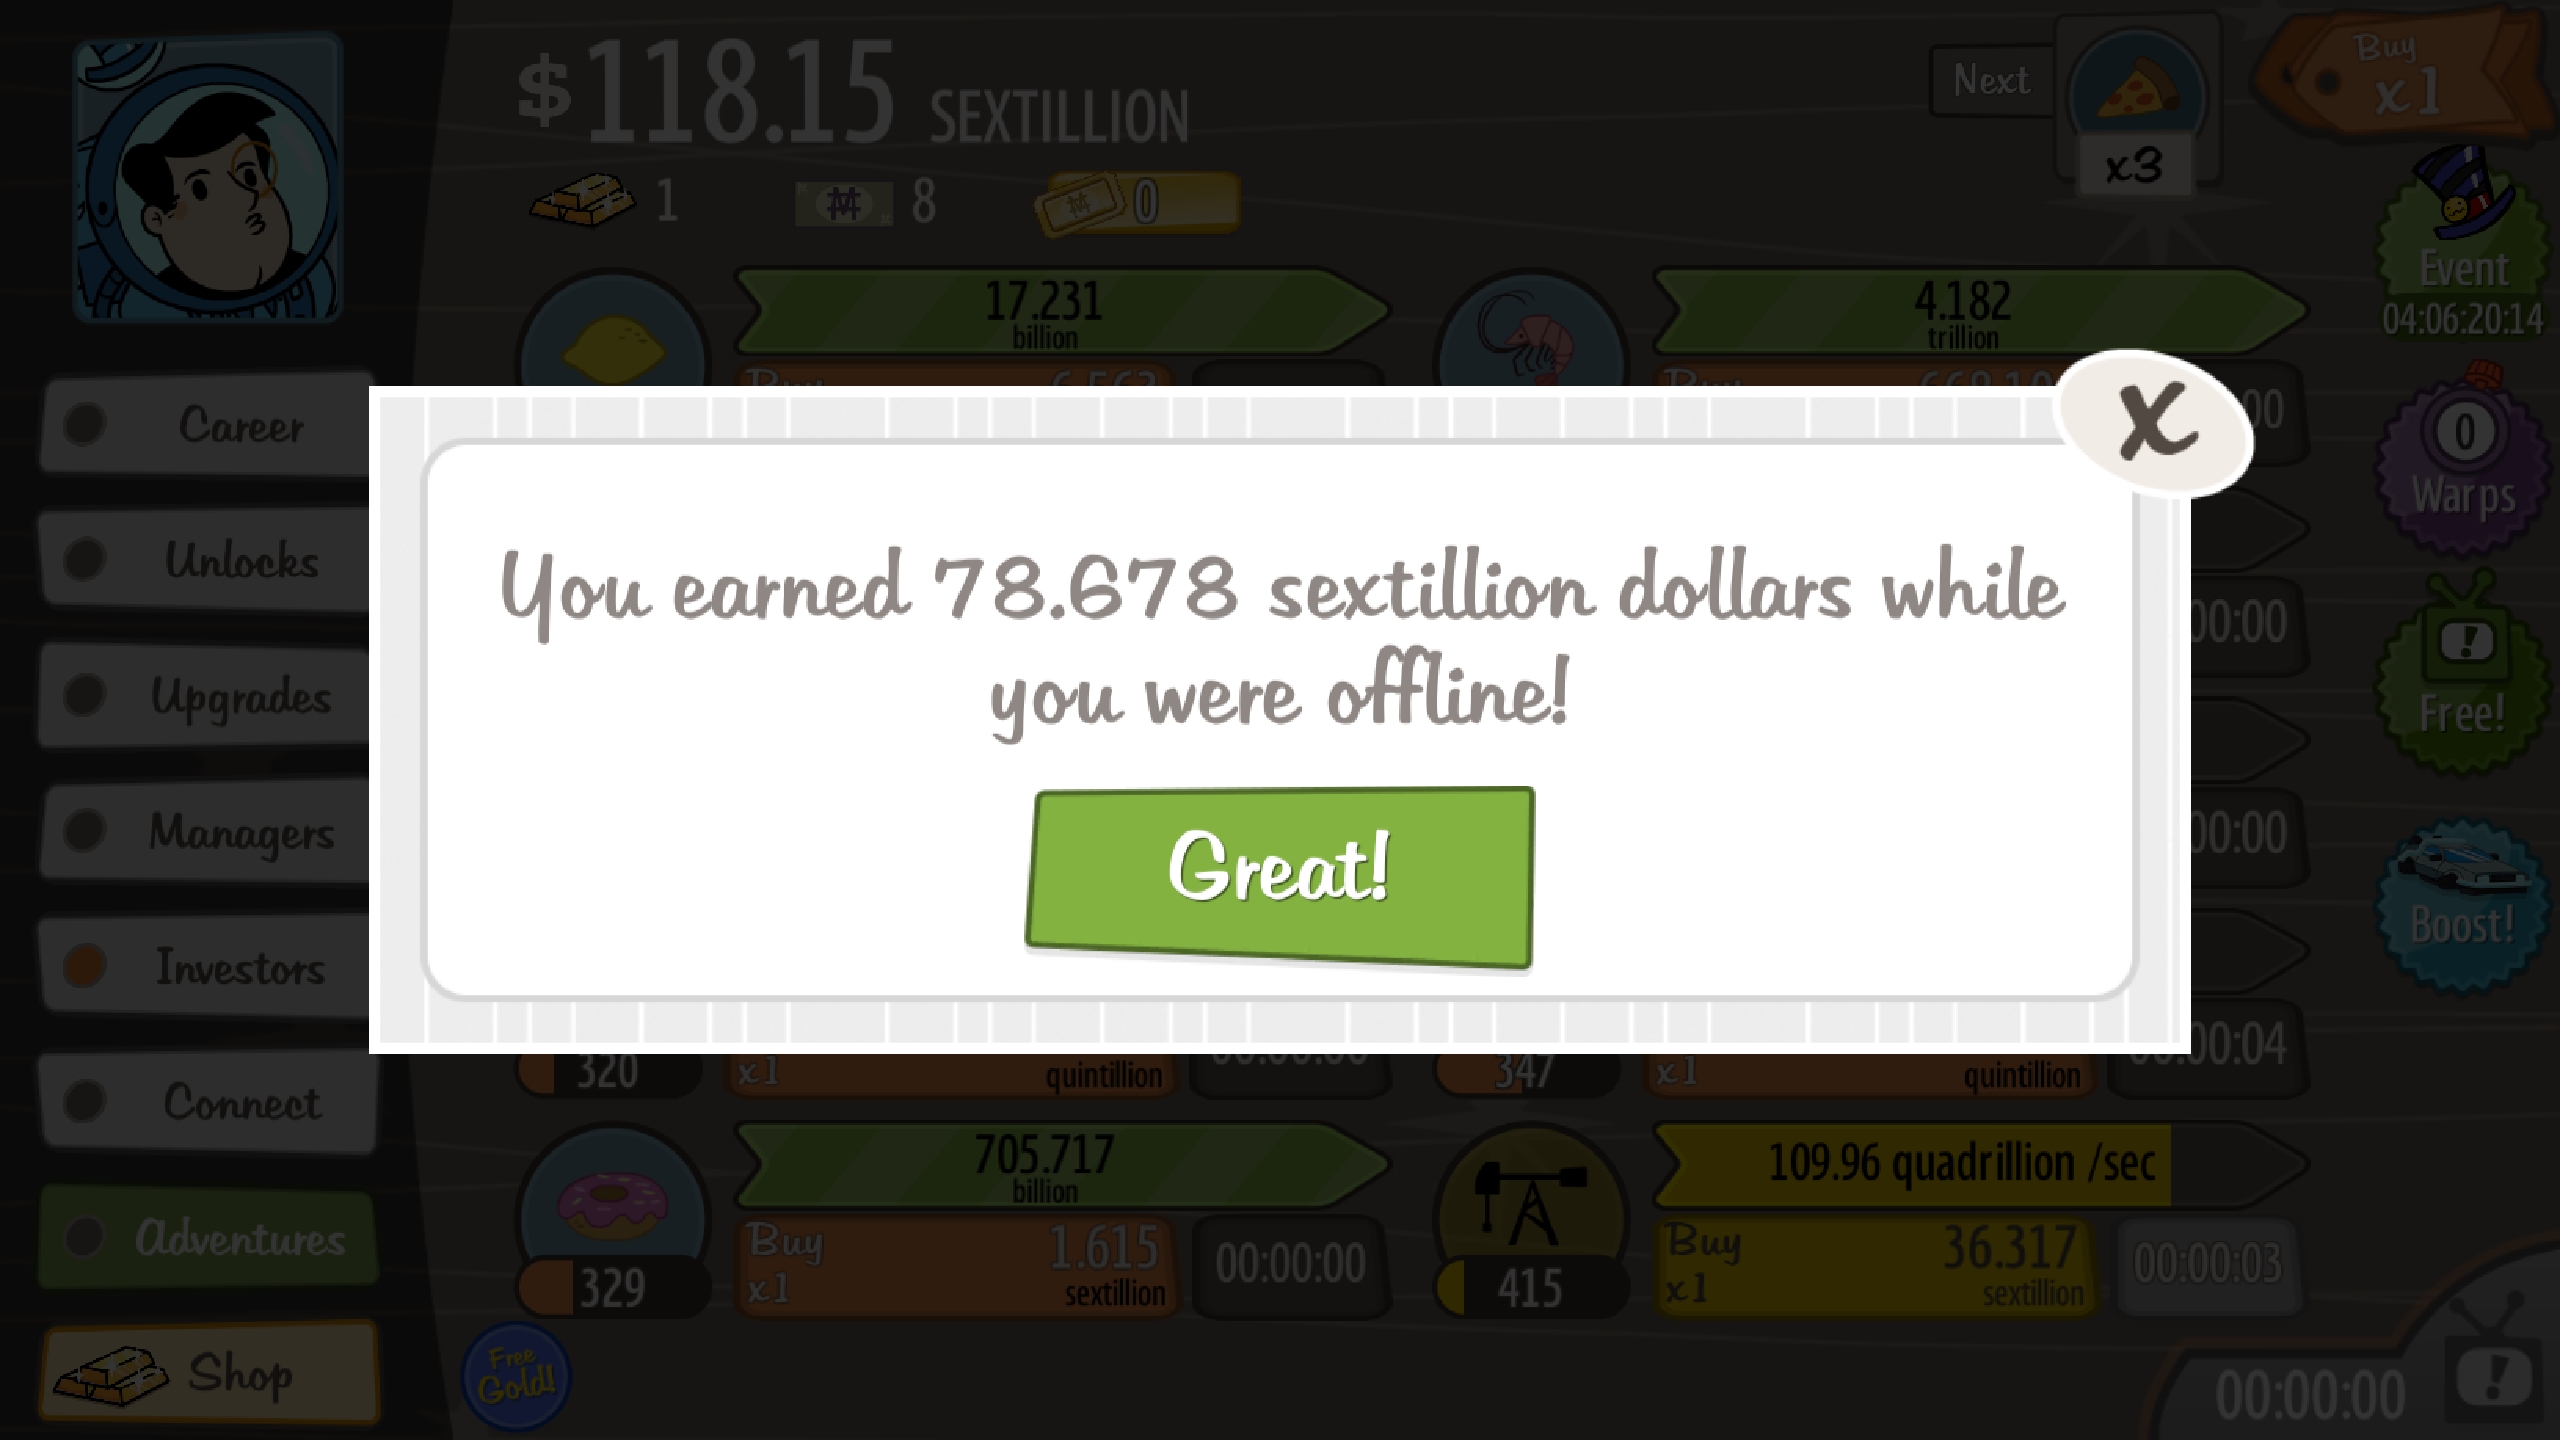 $118.15 SEXTILLION
Next
x3
Buy
x1
1
8
0
17.231
billion
4.182
trillion
Event
04:06:20:14
Career
Unlocks
Upgrades
Managers
Investors
Connect
Adventures
Shop
X
You earned 78.678 sextillion dollars while
you were offline!
Great!
0
Warps
!
Free!
Boost!
00
00:00
00:00
00:04
320
x1
quintillion
347
x1
quintillion
705.717
billion
Buy
x1
1.615
sextillion
00:00:00
329
109.96 quadrillion /sec
Buy
x1
36.317
sextillion
00:00:03
415
Free
Gold!
00:00:00
!